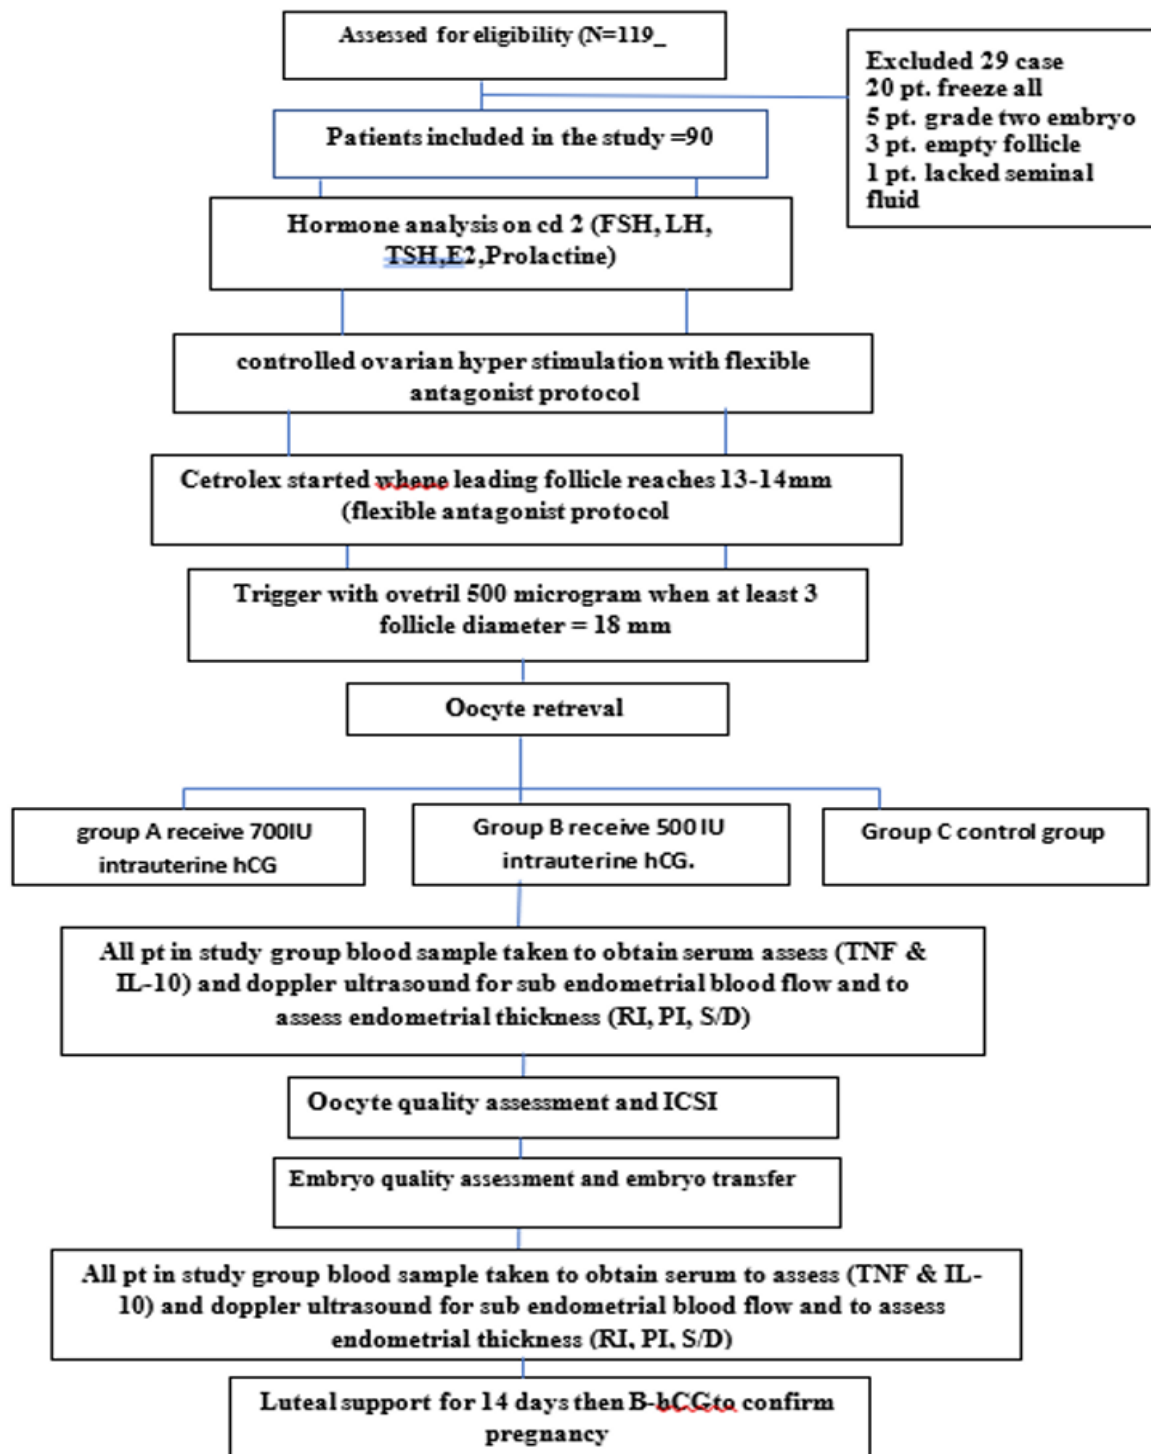 Assessed for eligibility (N=119_
Excluded 29 case
20 pt. freeze all
5 pt. grade two embryo
3 pt. empty follicle
1 pt. lacked seminal
fluid
Patients included in the study =90
Hormone analysis on cd 2 (FSH, LH,
TSH,E2,Prolactine)
controlled ovarian hyper stimulation with flexible
antagonist protocol
Cetrolex started whene leading follicle reaches 13-14mm
(flexible antagonist protocol
Trigger with ovetril 500 microgram when at least 3
follicle diameter = 18 mm
Oocyte retreval
group A receive 700IU
intrauterine hCG
Group B receive 500 IU
intrauterine hCG.
Group C control group
All pt in study group blood sample taken to obtain serum assess (TNF &
IL-10) and doppler ultrasound for sub endometrial blood flow and to
assess endometrial thickness (RI, PI, S/D)
Oocyte quality assessment and ICSI
Embryo quality assessment and embryo transfer
All pt in study group blood sample taken to obtain serum to assess (TNF & IL-
10) and doppler ultrasound for sub endometrial blood flow and to assess
endometrial thickness (RI, PI, S/D)
Luteal support for 14 days then B-hCGto confirm
pregnancy